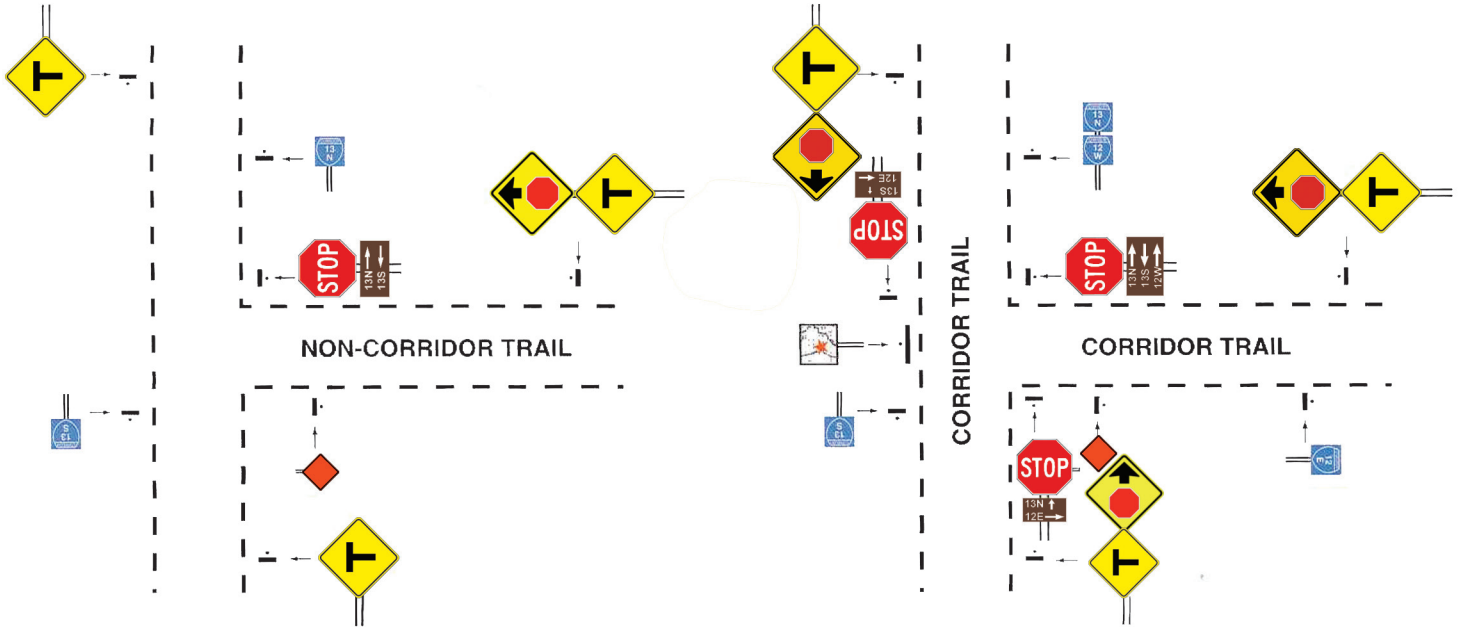 13
N
STOP
13N
13S
NON-CORRIDOR TRAIL
13
S
12E
13S
STOP
CORRIDOR TRAIL
13
N
12
W
STOP
13N
13S
12W
CORRIDOR TRAIL
13
S
STOP
13N
12E
12
E